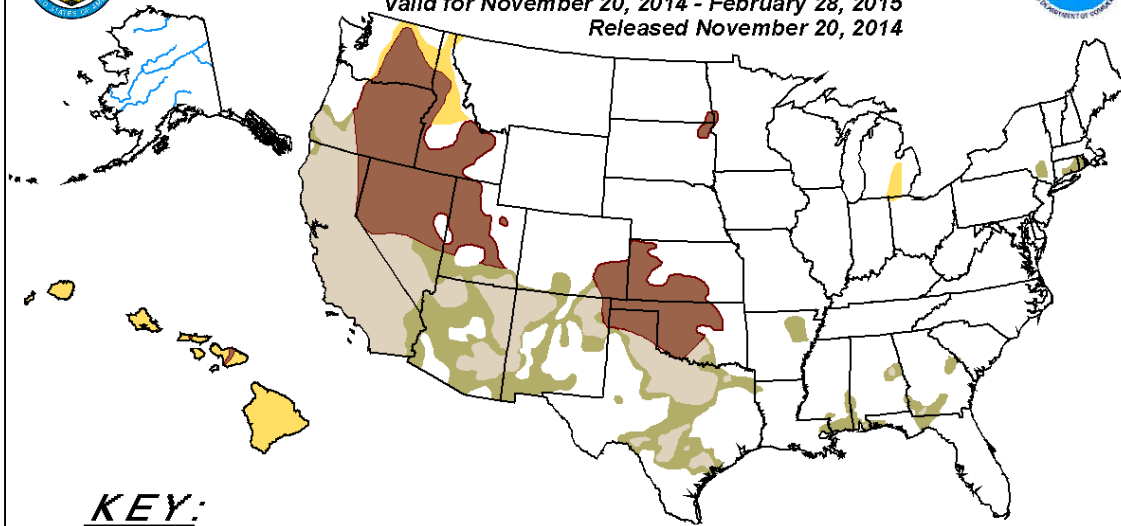 Valid for November 20, 2014 - February 28, 2015
Released November 20, 2014
KEY: